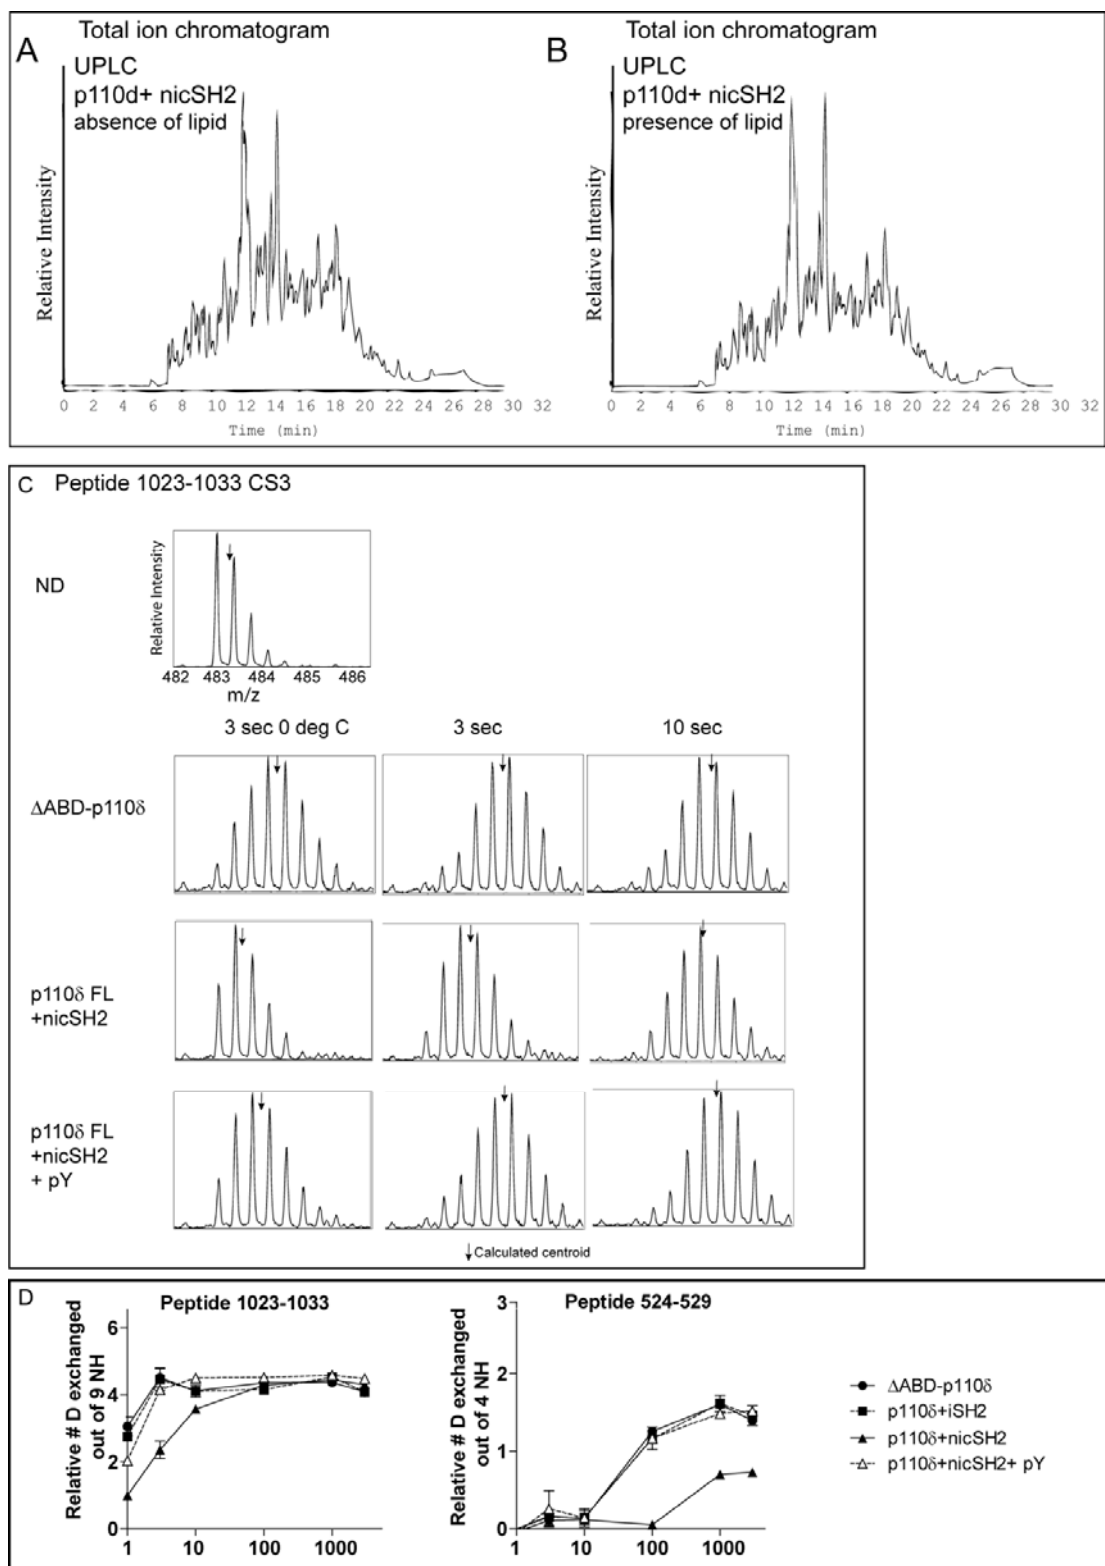 Total ion chromatogram
A
UPLC
p110d+ nicSH2
absence of lipid
Relative Intensity
0 2 4 6 8 10 12 14 16 18 20 22 24 26 28 30 32
Time (min)
Total ion chromatogram
B
UPLC
p110d+ nicSH2
presence of lipid
Relative Intensity
0 2 4 6 8 10 12 14 16 18 20 22 24 26 28 30 32
Time (min)
C Peptide 1023-1033 CS3
ND
Relative Intensity
482 483 484 485 486
m/z
3 sec 0 deg C 3 sec 10 sec
ΔABD-p110δ
p110δ FL
+nicSH2
p110δ FL
+nicSH2
+ pY
Calculated centroid
D
Peptide 1023-1033
Relative # D exchanged
out of 9 NH
6
4
2
0
1 10 100 1000
Peptide 524-529
Relative # D exchanged
out of 4 NH
3
2
1
0
1 10 100 1000
ΔABD-p110δ
p110δ+iSH2
p110δ+nicSH2
p110δ+nicSH2+ pY